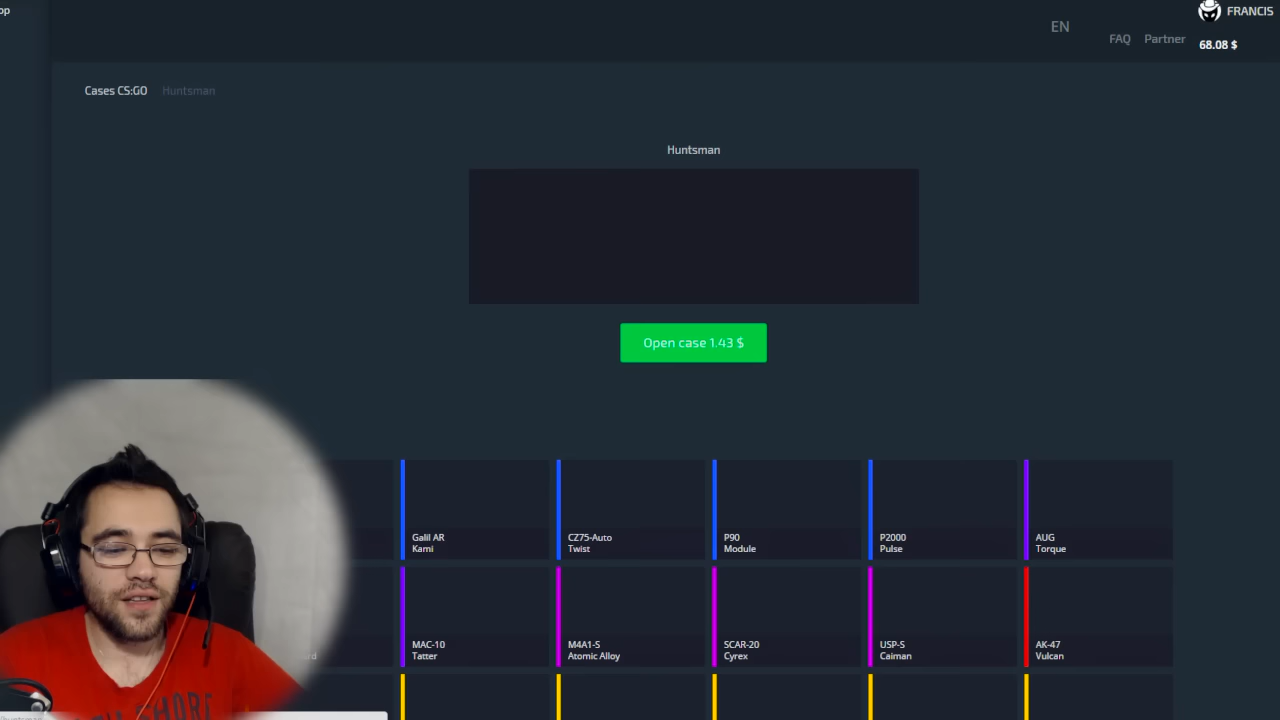 op
FRANCIS
EN
FAQ
Partner
68.08 $
Cases CS:GO
Huntsman
Huntsman
Open case 1.43 $
Galil AR
Kami
CZ75-Auto
Twist
P90
Module
P2000
Pulse
AUG
Torque
MAC-10
Tatter
M4A1-S
Atomic Alloy
SCAR-20
Cyrex
USP-S
Caiman
AK-47
Vulcan
SHORE